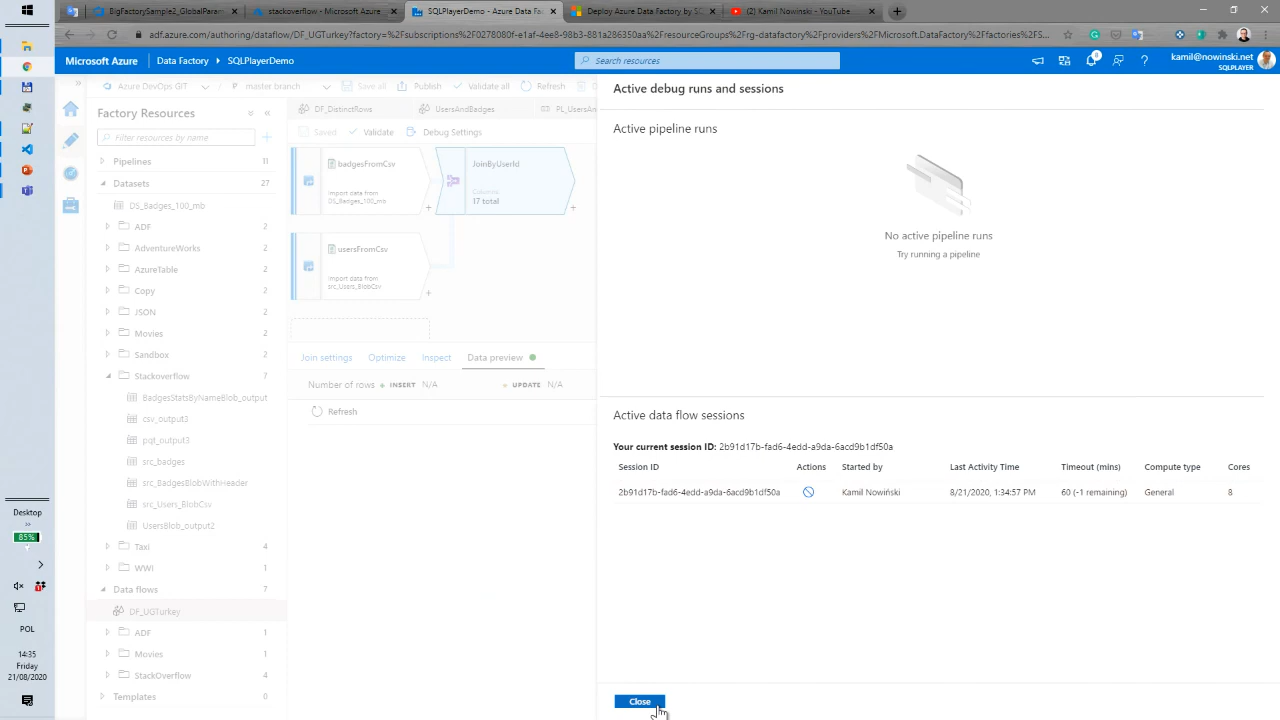 BigFactorySample2_GlobalParam
stackoverflow - Microsoft Azure
SQLPlayerDemo - Azure Data Fact
Deploy Azure Data Factory by SQ
(1) Kamil Nowinski - YouTube
adf.azure.com/authoring/dataflow/DF_UGTurkey?factory=%2Fsubscriptions%2F0278080f-e1af-4ee8-98b3-881a286350aa%2FresourceGroups%2Frg-datafactory%2Fproviders%2FMicrosoft.DataFactory%2Ffactories%2FS...
Microsoft Azure
Data Factory
SQLPlayerDemo
Search resources
8
kamil@nowinski.net
SQLPLAYER
Azure DevOps GIT
master branch
Save all
Publish
Validate all
Refresh
Factory Resources
Filter resources by name
Pipelines 11
Datasets 27
DS_Badges_100_mb
ADF 2
AdventureWorks 2
AzureTable 2
Copy 2
JSON 2
Movies 2
Sandbox 2
Stackoverflow 7
BadgesStatsByNameBlob_output
csv_output3
pqt_output3
src_badges
src_BadgesBlobWithHeader
src_Users_BlobCsv
UsersBlob_output2
Taxi 4
WWI 1
Data flows 7
DF_UGTurkey
ADF 1
Movies 1
StackOverflow 4
Templates 0
DF_DistinctRows
UsersAndBadges
PL_UsersAn
Saved
Validate
Debug Settings
badgesFromCsv
Import data from
DS_Badges_100_mb
JoinByUserId
Columns:
17 total
usersFromCsv
Import data from
src_Users_BlobCsv
Join settings
Optimize
Inspect
Data preview
Number of rows
INSERT N/A
UPDATE N/A
Refresh
Active debug runs and sessions
Active pipeline runs
No active pipeline runs
Try running a pipeline
Active data flow sessions
Your current session ID: 2b91d17b-fad6-4edd-a9da-6acd9b1df50a
Session ID Actions Started by Last Activity Time Timeout (mins) Compute type Cores
2b91d17b-fad6-4edd-a9da-6acd9b1df50a Kamil Nowiński 8/21/2020, 1:34:57 PM 60 (-1 remaining) General 8
Close
Desktop
85%
POL
14:35
Friday
21/08/2020